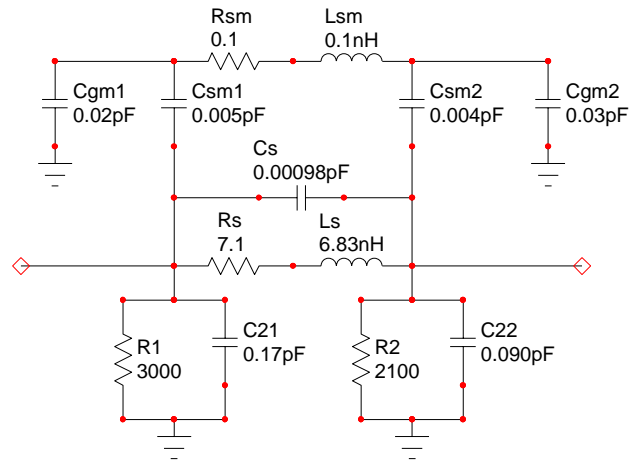 Rsm
0.1
Lsm
0.1nH
Cgm1
0.02pF
Csm1
0.005pF
Csm2
0.004pF
Cgm2
0.03pF
Cs
0.00098pF
Rs
7.1
Ls
6.83nH
R1
3000
C21
0.17pF
R2
2100
C22
0.090pF